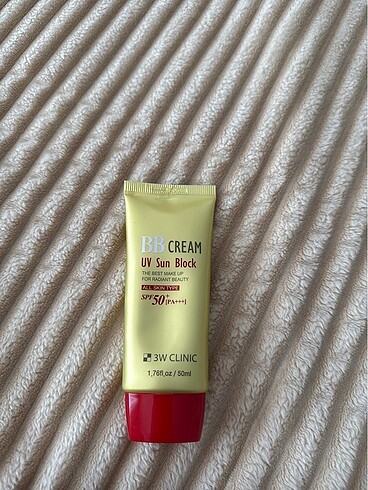 BB CREAM
UV Sun Block
THE BEST MAKE UP
FOR RADIANT BEAUTY
ALL SKIN TYPE
SPF50+ [PA+++]
3W CLINIC
1.76fl.oz / 50ml